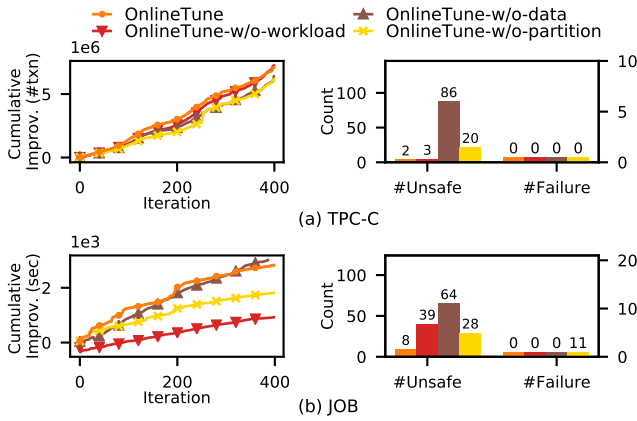 OnlineTune
OnlineTune-w/o-data
OnlineTune-w/o-workload
OnlineTune-w/o-partition
1e6
Cumulative
Improv. (#txn)
5
0
0
200
400
Iteration
Count
100
50
0
2
3
86
20
0
0
0
0
10
5
0
#Unsafe
#Failure
(a) TPC-C
1e3
Cumulative
Improv. (sec)
2
0
0
200
400
Iteration
Count
100
50
0
8
39
64
28
0
0
0
11
20
10
0
#Unsafe
#Failure
(b) JOB